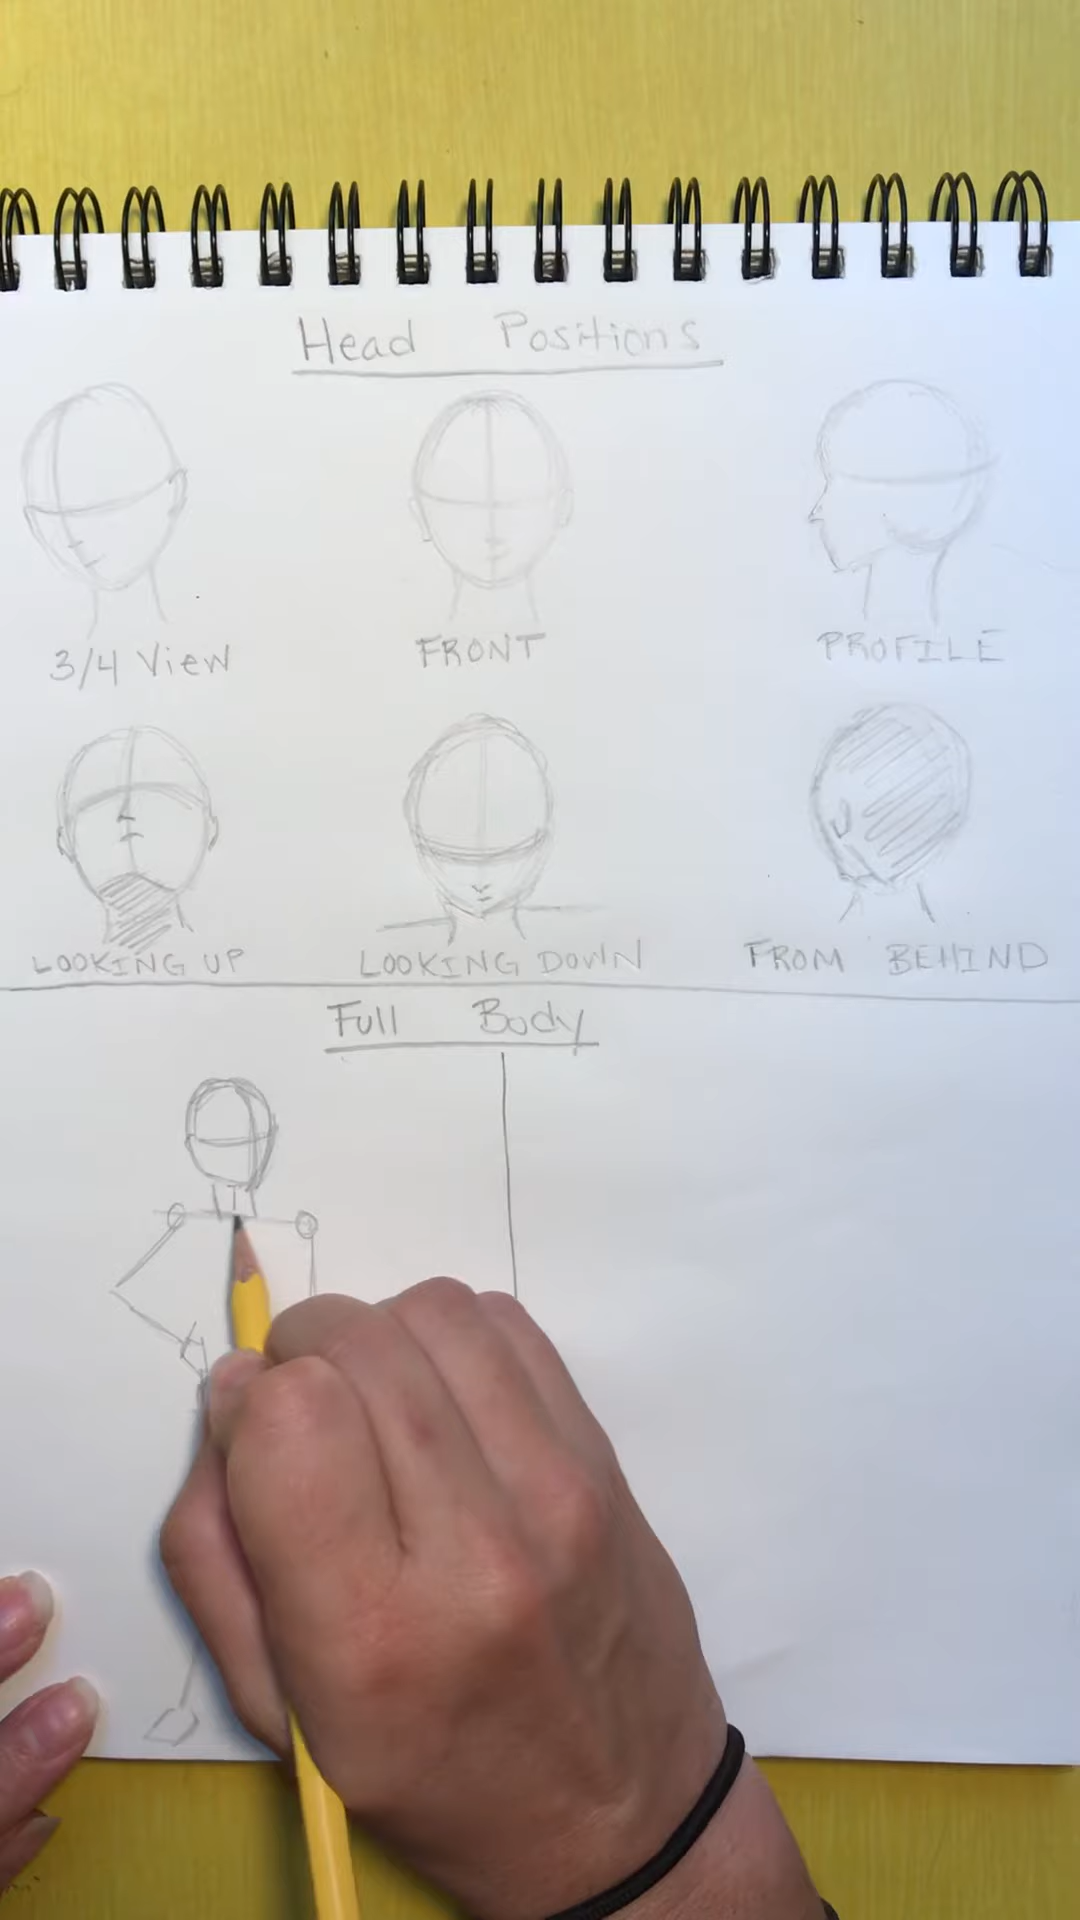 Head Positions
3/4 View
FRONT
PROFILE
LOOKING UP
LOOKING DOWN
FROM BEHIND
Full Body